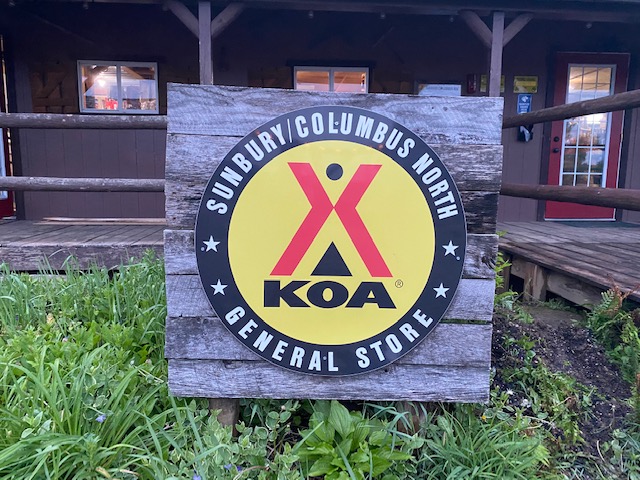 SUNBURY/COLUMBUS NORTH
KOA®
GENERAL STORE